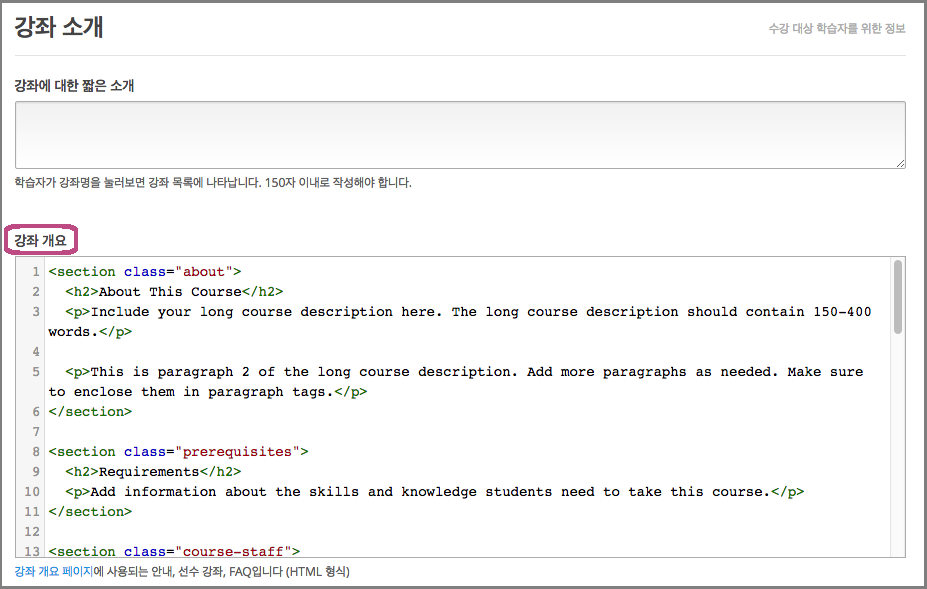 강좌 소개
수강 대상 학습자를 위한 정보
강좌에 대한 짧은 소개
학습자가 강좌명을 눌러보면 강좌 목록에 나타납니다. 150자 이내로 작성해야 합니다.
강좌 개요
1 <section class="about">
2 <h2>About This Course</h2>
3 <p>Include your long course description here. The long course description should contain 150-400
words.</p>
4
5 <p>This is paragraph 2 of the long course description. Add more paragraphs as needed. Make sure
to enclose them in paragraph tags.</p>
6 </section>
7
8 <section class="prerequisites">
9 <h2>Requirements</h2>
10 <p>Add information about the skills and knowledge students need to take this course.</p>
11 </section>
12
13 <section class="course-staff">
강좌 개요 페이지에 사용되는 안내, 선수 강좌, FAQ입니다 (HTML 형식)